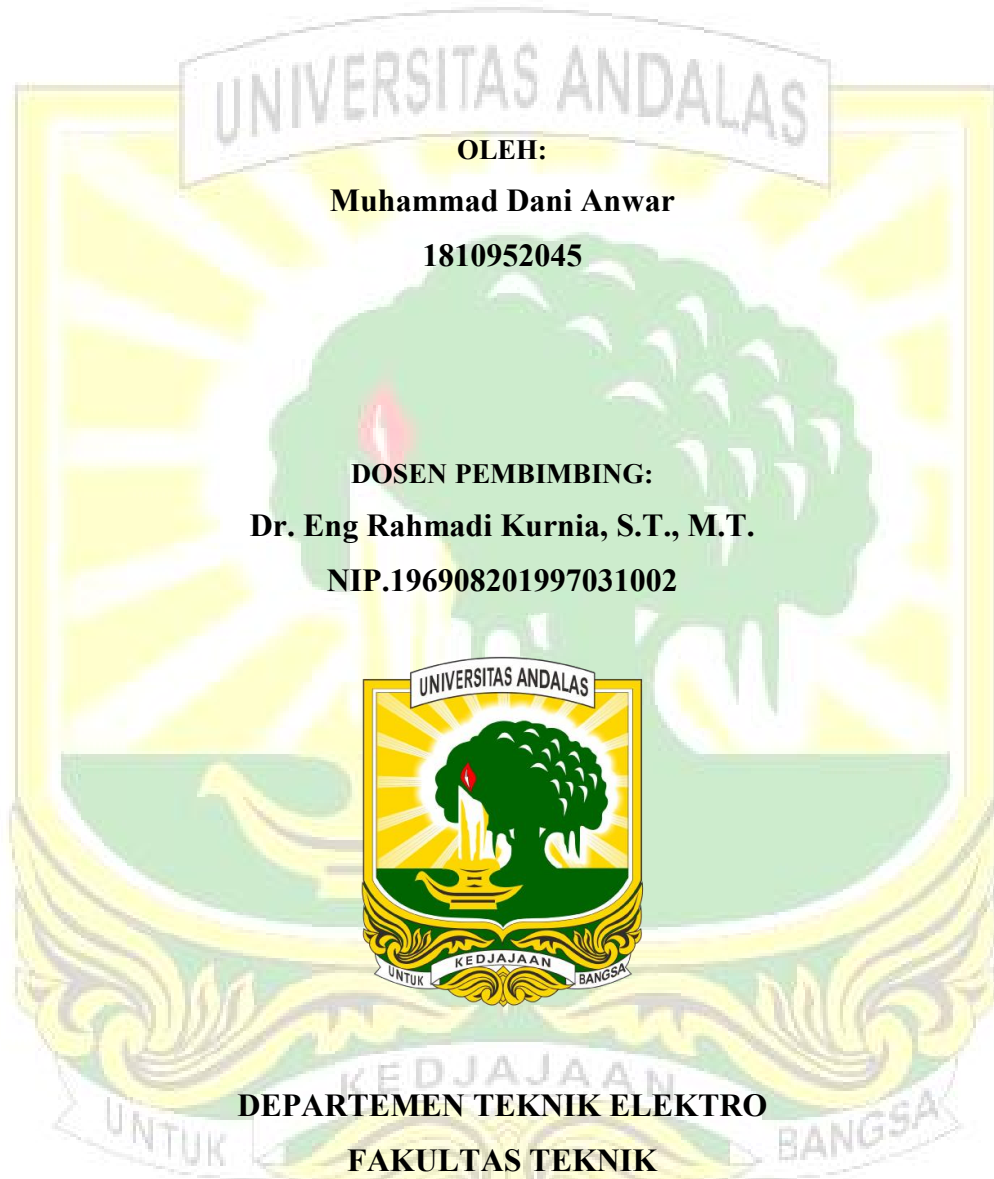 UNIVERSITAS ANDALAS
OLEH:
Muhammad Dani Anwar
1810952045
DOSEN PEMBIMBING:
Dr. Eng Rahmadi Kurnia, S.T., M.T.
NIP.196908201997031002
UNIVERSITAS ANDALAS
UNTUK KEDJAJAAN BANGSA
KEDJAJAAN
DEPARTEMEN TEKNIK ELEKTRO
UNTUK BANGSA
FAKULTAS TEKNIK